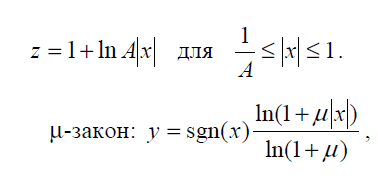 z = 1 + ln A|x| для 1/A ≤ |x| ≤ 1.
μ-закон: y = sgn(x) ln(1 + μ|x|)/ln(1 + μ) ,